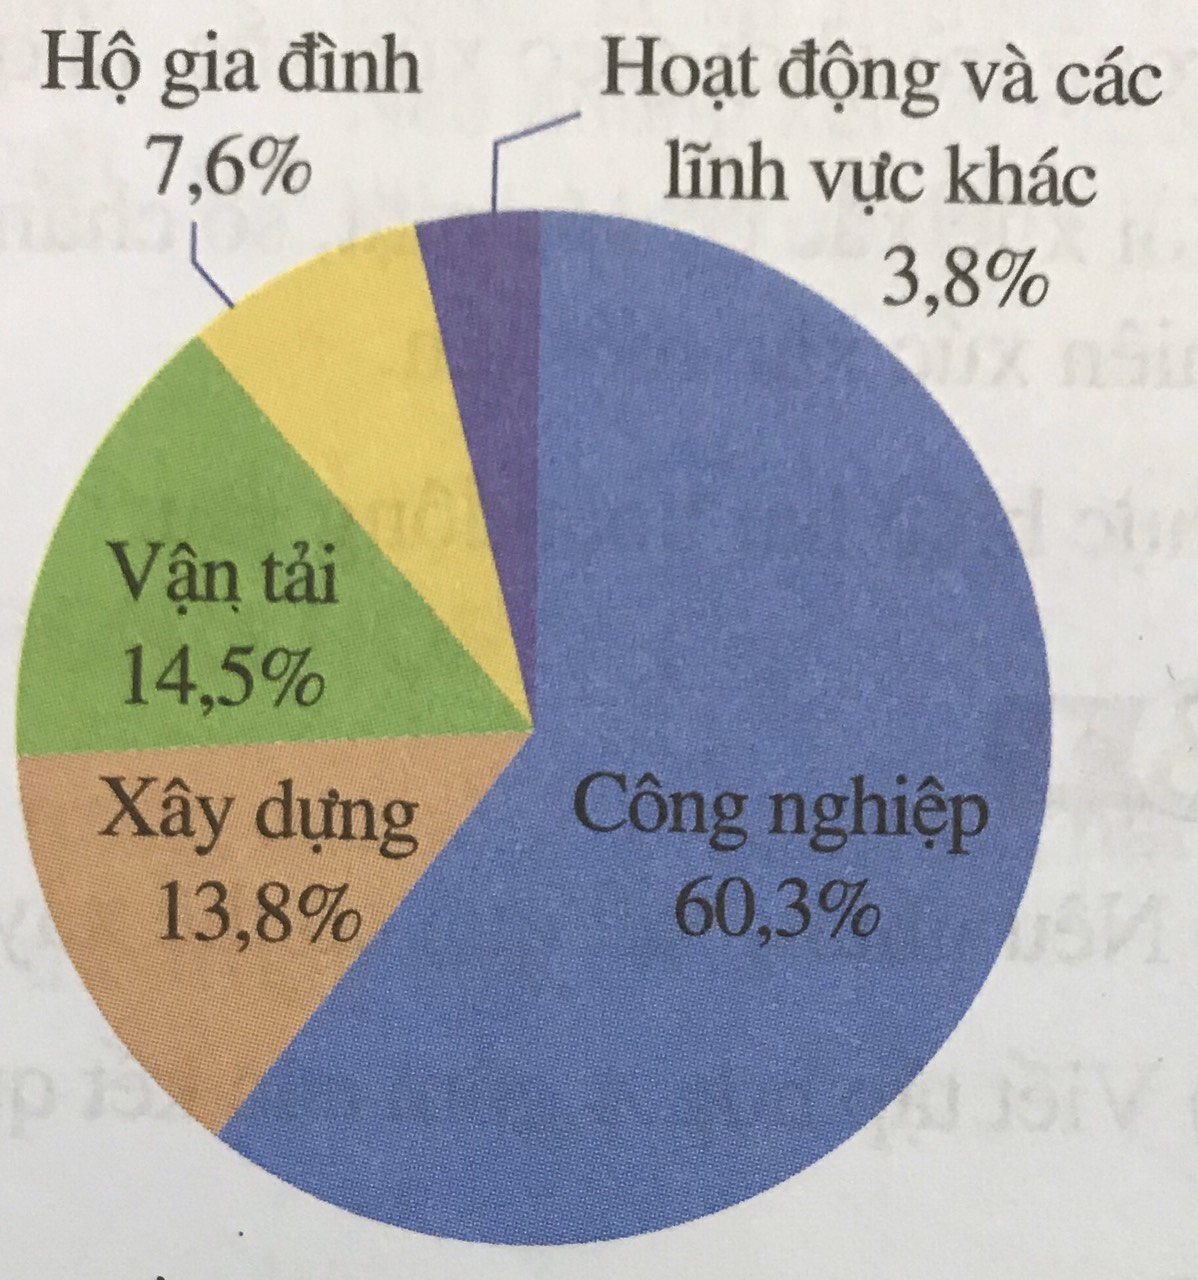 Hộ gia đình
7,6%
Hoạt động và các
lĩnh vực khác
3,8%
Vận tải
14,5%
Xây dựng
13,8%
Công nghiệp
60,3%